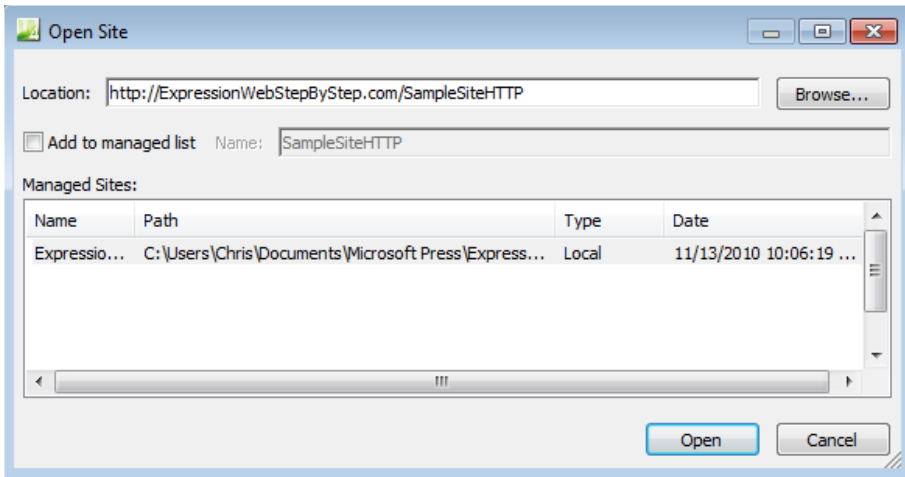 Open Site
Location: http://ExpressionWebStepByStep.com/SampleSiteHTTP Browse...
Add to managed list Name: SampleSiteHTTP
Managed Sites:
Name Path Type Date
Expressio... C:\Users\Chris\Documents\Microsoft Press\Express... Local 11/13/2010 10:06:19 ...
Open Cancel